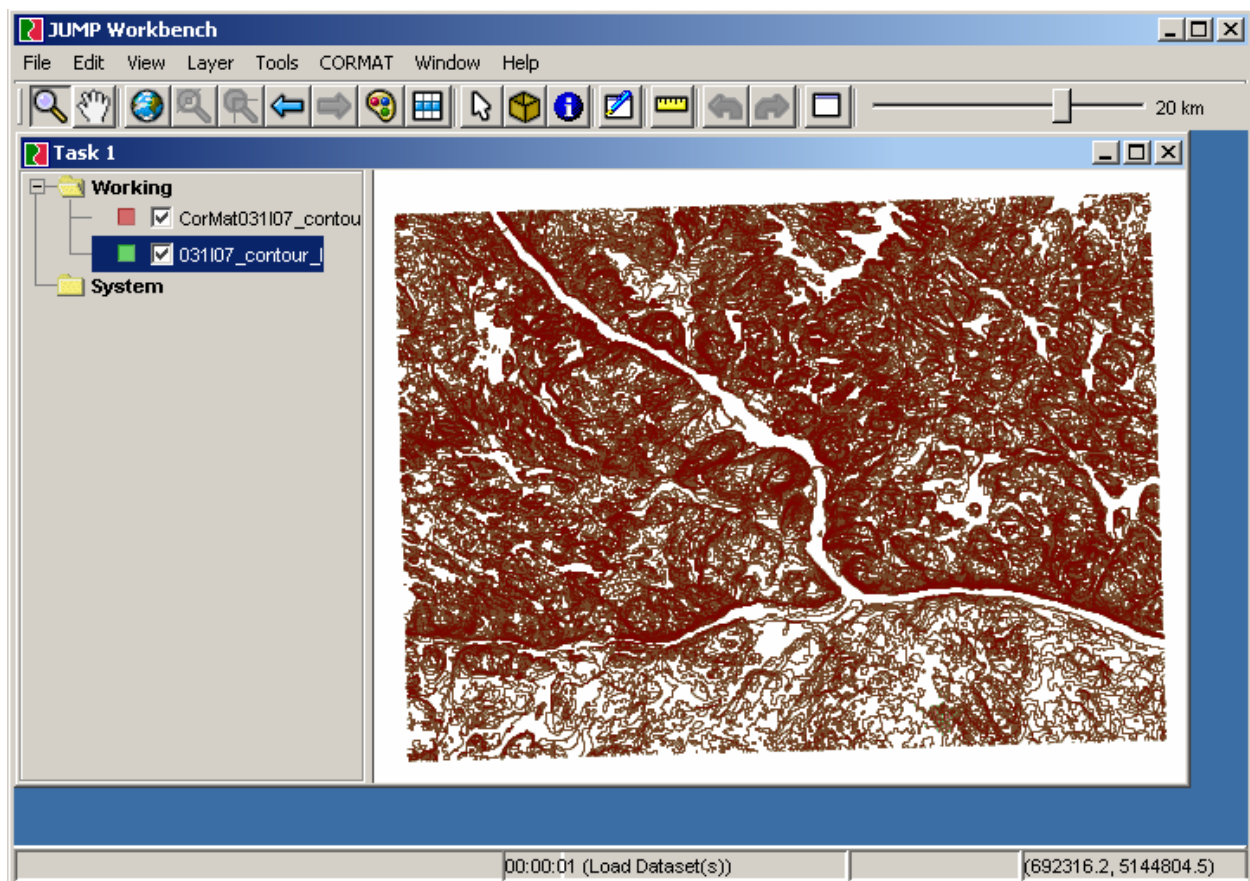 JUMP Workbench
File Edit View Layer Tools CORMAT Window Help
20 km
Task 1
Working
CorMat031I07_contou
031I07_contour_l
System
00:00:01 (Load Dataset(s)) (692316.2, 5144804.5)